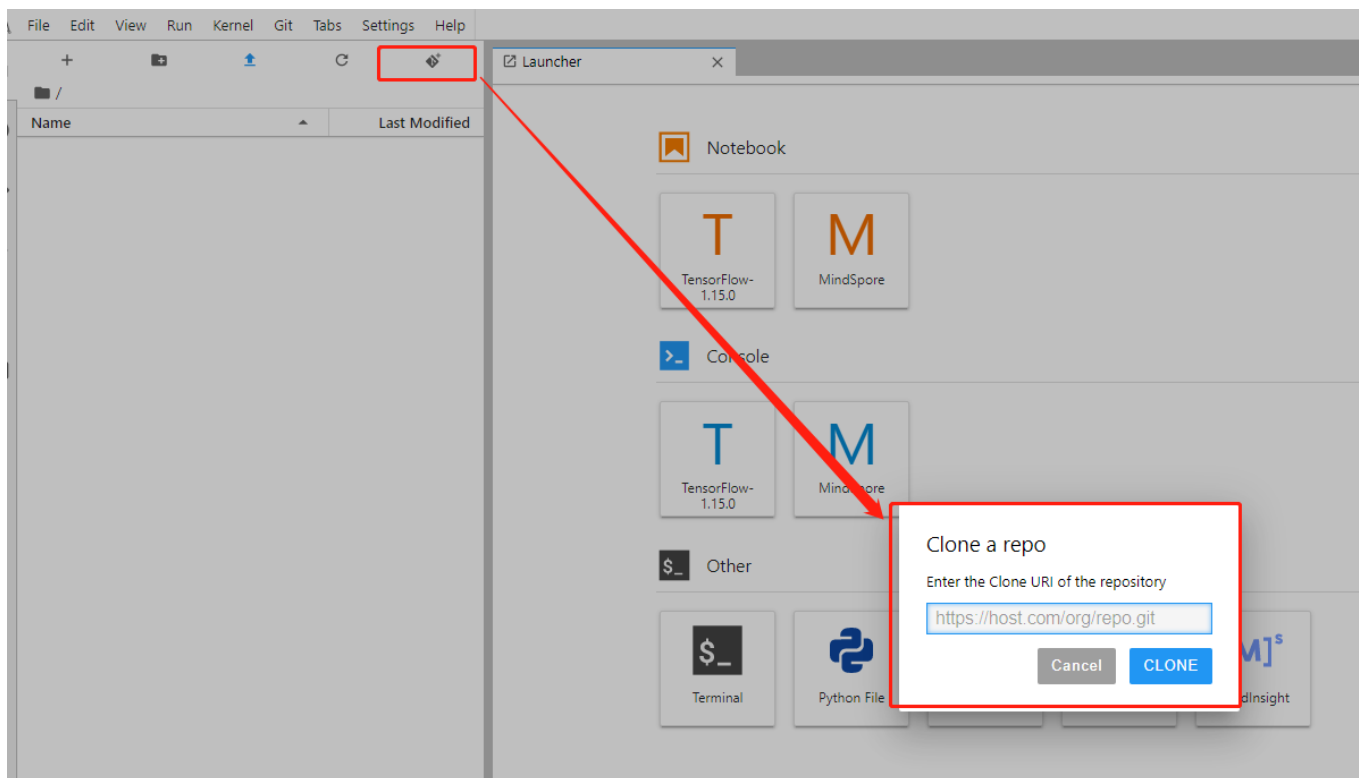 File Edit View Run Kernel Git Tabs Settings Help
Launcher
/
Name Last Modified
Notebook
T
TensorFlow-
1.15.0
M
MindSpore
Console
T
TensorFlow-
1.15.0
M
$_ Other
$_
Terminal
Python File
Clone a repo
Enter the Clone URI of the repository
https://host.com/org/repo.git
Cancel CLONE